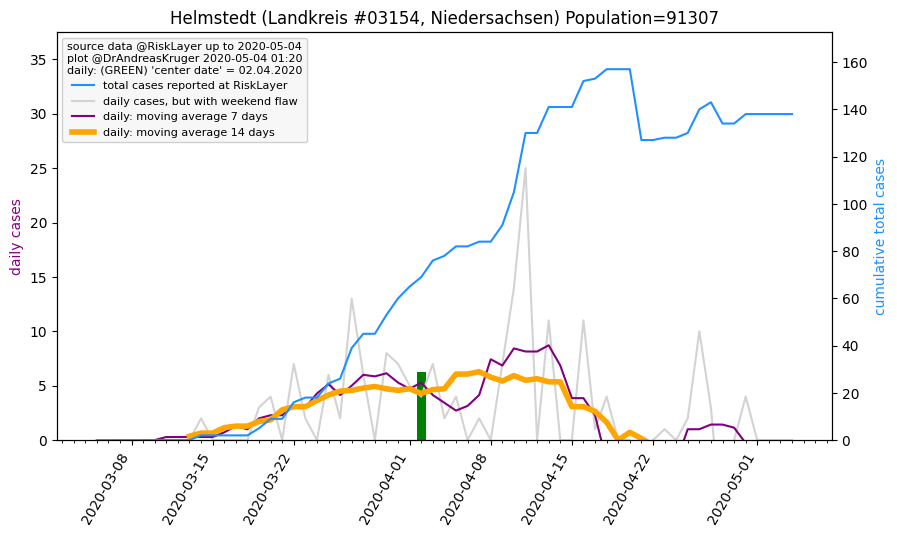 Helmstedt (Landkreis #03154, Niedersachsen) Population=91307
source data @RiskLayer up to 2020-05-04
plot @DrAndreasKruger 2020-05-04 01:20
daily: (GREEN) 'center date' = 02.04.2020
total cases reported at RiskLayer
daily cases, but with weekend flaw
daily: moving average 7 days
daily: moving average 14 days
daily cases
35
30
25
20
15
10
5
0
160
140
120
100
80
60
40
20
0
cumulative total cases
2020-03-08
2020-03-15
2020-03-22
2020-04-01
2020-04-08
2020-04-15
2020-04-22
2020-05-01